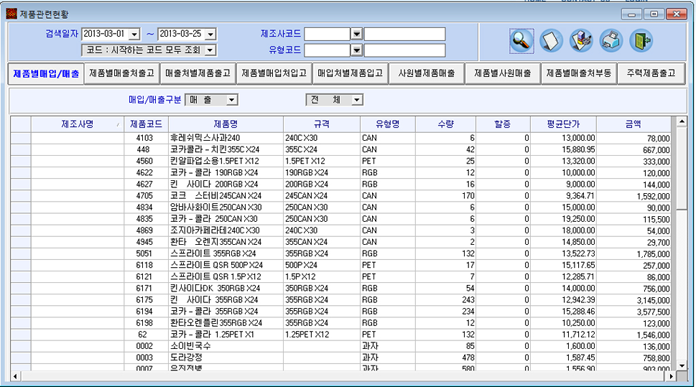 제품관련현황
검색일자 2013-03-01 ~ 2013-03-25 제조사코드
코드 : 시작하는 코드 모두 조회 유형코드
제품별매입/매출 제품별매출처출고 매출처별제품출고 제품별매입처입고 매입처별제품입고 사원별제품매출 제품별사원매출 제품별매출처부동 주력제품출고
매입/매출구분 매 출 전 체
제조사명 제품코드 제품명 규격 유형명 수량 할증 평균단가 금액
4103 후레쉬믹스사과240 240C×30 CAN 6 0 13,000.00 78,000
448 코카콜라-치킨355C×24 355C×24 CAN 42 0 15,880.95 667,000
4560 킨알파업소용1.5PET×12 1.5PET×12 PET 25 0 13,320.00 333,000
4622 코카-콜라 190RGB×24 190RGB×24 RGB 12 0 10,000.00 120,000
4627 킨 사이다 200RGB×24 200RGB×24 RGB 16 0 9,000.00 144,000
4705 코크 스터비245CAN×24 245CAN×24 CAN 170 0 9,364.71 1,592,000
4834 암바사화이트250CAN×30 250CAN×30 CAN 6 0 15,000.00 90,000
4835 코카-콜라 250CAN×30 250CAN×30 CAN 6 0 19,250.00 115,500
4869 조지아카페라테240C×30 240C×30 CAN 3 0 18,000.00 54,000
4945 환타 오렌지355CAN×24 355CAN×24 CAN 2 0 14,850.00 29,700
5051 스프라이트 355RGB×24 355RGB×24 RGB 132 0 13,522.73 1,785,000
6118 스프라이트 QSR 500P×24 500P×24 PET 17 0 15,117.65 257,000
6121 스프라이트 QSR 1.5P×12 1.5P×12 PET 7 0 12,285.71 86,000
6171 킨사이다DK 350RGB×24 350RGB×24 RGB 54 0 14,000.00 756,000
6175 킨 사이다 355RGB×24 355RGB×24 RGB 243 0 12,942.39 3,145,000
6194 코카-콜라 355RGB×24 355RGB×24 RGB 234 0 15,288.46 3,577,500
6198 환타오렌플린355RGB×24 355RGB×24 RGB 12 0 10,250.00 123,000
62 코카-콜라 1.25PET×1 1.25PET×12 PET 132 0 11,712.12 1,546,000
0002 소이빈국수 과자 85 0 1,600.00 136,000
0003 도라강정 과자 478 0 1,587.45 758,800
0007 580 0 1,556.90 903,000